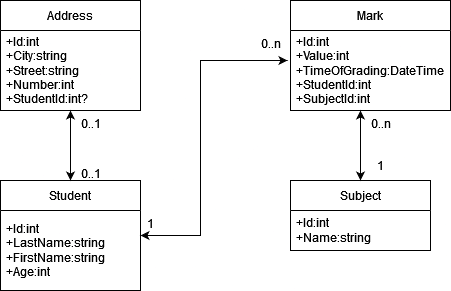 Address
+Id:int
+City:string
+Street:string
+Number:int
+StudentId:int?
Mark
+Id:int
+Value:int
+TimeOfGrading:DateTime
+StudentId:int
+SubjectId:int
0..n
0..1
0..1
0..n
1
1
Student
+Id:int
+LastName:string
+FirstName:string
+Age:int
Subject
+Id:int
+Name:string